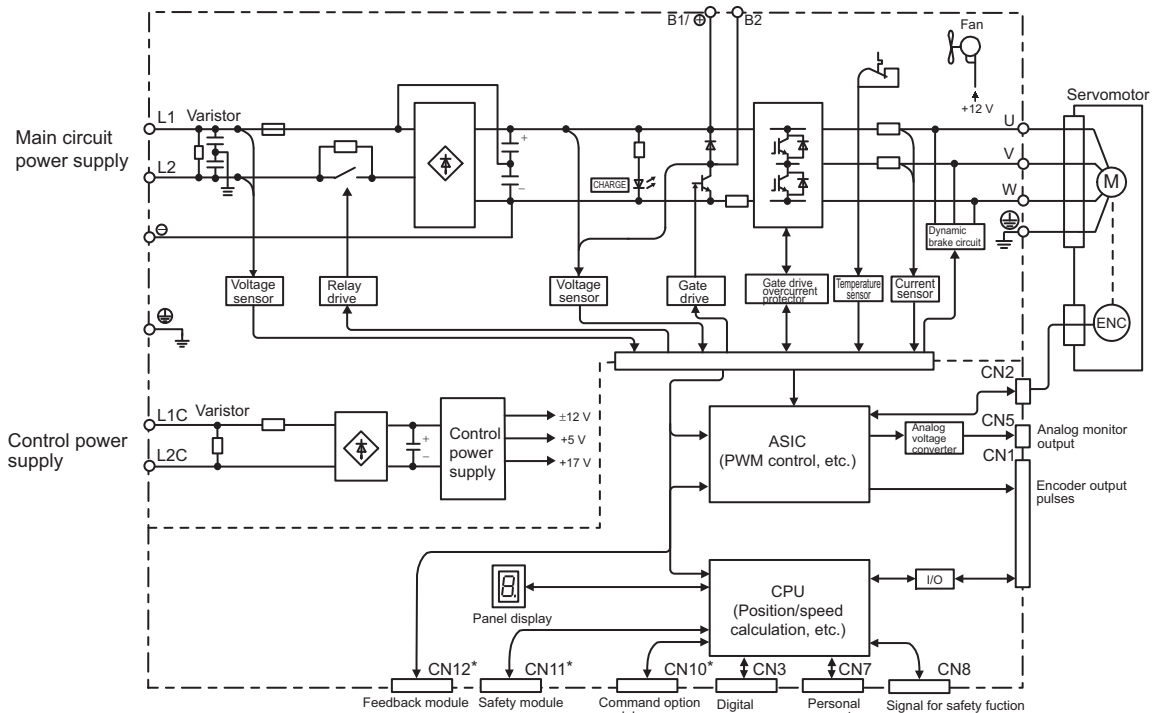 B1/ ⊕
B2
Fan
+12 V
Servomotor
Main circuit
power supply
L1
Varistor
L2
⊖
+
−
CHARGE
U
V
W
M
Dynamic
brake circuit
Voltage
sensor
Relay
drive
Voltage
sensor
Gate
drive
Gate drive
overcurrent
protector
Temperature
sensor
Current
sensor
ENC
Control power
supply
L1C
Varistor
L2C
+
−
Control
power
supply
±12 V
+5 V
+17 V
ASIC
(PWM control, etc.)
Analog
voltage
converter
CN2
CN5
Analog monitor
output
CN1
Encoder output
pulses
8.
Panel display
CPU
(Position/speed
calculation, etc.)
I/O
CN12*
CN11*
CN10*
CN3
CN7
CN8
Feedback module
Safety module
Command option
Digital
Personal
Signal for safety fuction